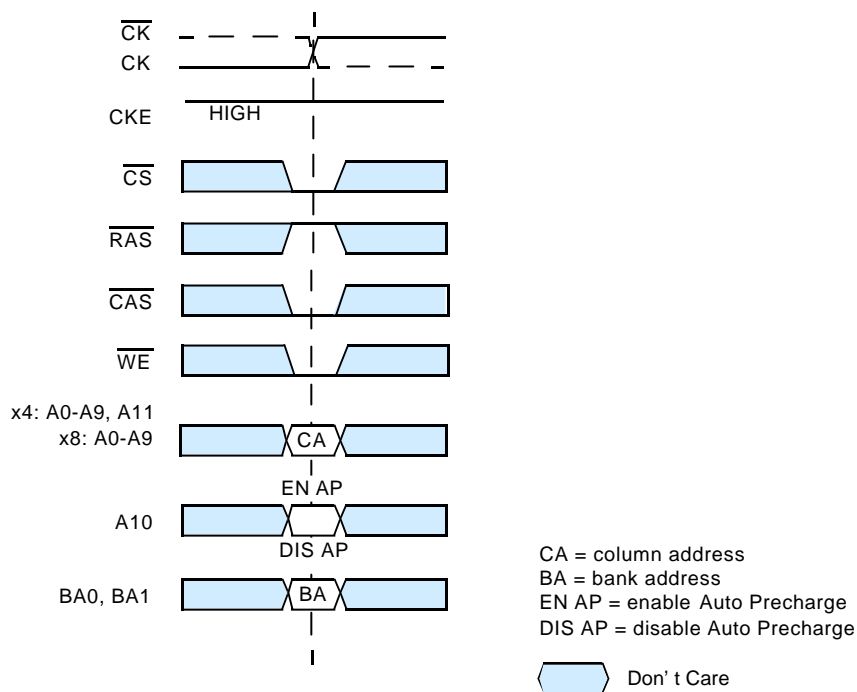 CK
CK
CKE
HIGH
CS
RAS
CAS
WE
x4: A0-A9, A11
x8: A0-A9
CA
EN AP
A10
DIS AP
BA0, BA1
BA
CA = column address
BA = bank address
EN AP = enable Auto Precharge
DIS AP = disable Auto Precharge
Don' t Care